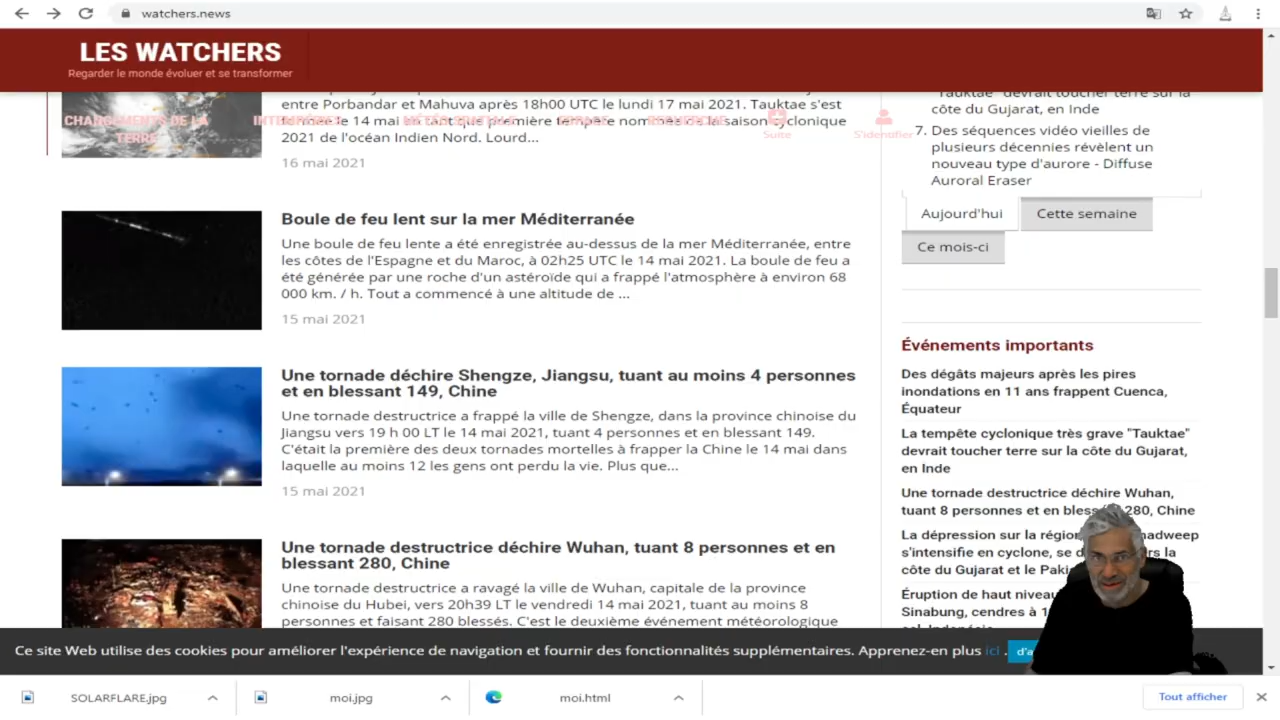 watchers.news
LES WATCHERS
Regarder le monde évoluer et se transformer
CHANGEMENTS DE LA
TERRE
Suite
S'identifier
entre Porbandar et Mahuva après 18h00 UTC le lundi 17 mai 2021. Tauktae s'est
le 14 mai en tant que première tempête nommée de la saison cyclonique
2021 de l'océan Indien Nord. Lourd...
16 mai 2021
Boule de feu lent sur la mer Méditerranée
Une boule de feu lente a été enregistrée au-dessus de la mer Méditerranée, entre
les côtes de l'Espagne et du Maroc, à 02h25 UTC le 14 mai 2021. La boule de feu a
été générée par une roche d'un astéroïde qui a frappé l'atmosphère à environ 68
000 km. / h. Tout a commencé à une altitude de ...
15 mai 2021
Une tornade déchire Shengze, Jiangsu, tuant au moins 4 personnes
et en blessant 149, Chine
Une tornade destructrice a frappé la ville de Shengze, dans la province chinoise du
Jiangsu vers 19 h 00 LT le 14 mai 2021, tuant 4 personnes et en blessant 149.
C'était la première des deux tornades mortelles à frapper la Chine le 14 mai dans
laquelle au moins 12 les gens ont perdu la vie. Plus que...
15 mai 2021
Une tornade destructrice déchire Wuhan, tuant 8 personnes et en
blessant 280, Chine
Une tornade destructrice a ravagé la ville de Wuhan, capitale de la province
chinoise du Hubei, vers 20h39 LT le vendredi 14 mai 2021, tuant au moins 8
personnes et faisant 280 blessés. C'est le deuxième événement météorologique
"Tauktae" devrait toucher terre sur la
côte du Gujarat, en Inde
7. Des séquences vidéo vieilles de
plusieurs décennies révèlent un
nouveau type d'aurore - Diffuse
Auroral Eraser
Aujourd'hui
Cette semaine
Ce mois-ci
Événements importants
Des dégâts majeurs après les pires
inondations en 11 ans frappent Cuenca,
Équateur
La tempête cyclonique très grave "Tauktae"
devrait toucher terre sur la côte du Gujarat,
en Inde
Une tornade destructrice déchire Wuhan,
tuant 8 personnes et en 280, Chine
La dépression sur la
s'intensifie en cyclone, la
côte du Gujarat et le
Éruption de haut
Sinabung, cendres à
Ce site Web utilise des cookies pour améliorer l'expérience de navigation et fournir des fonctionnalités supplémentaires. Apprenez-en plus ici .
SOLARFLARE.jpg
moi.jpg
moi.html
Tout afficher